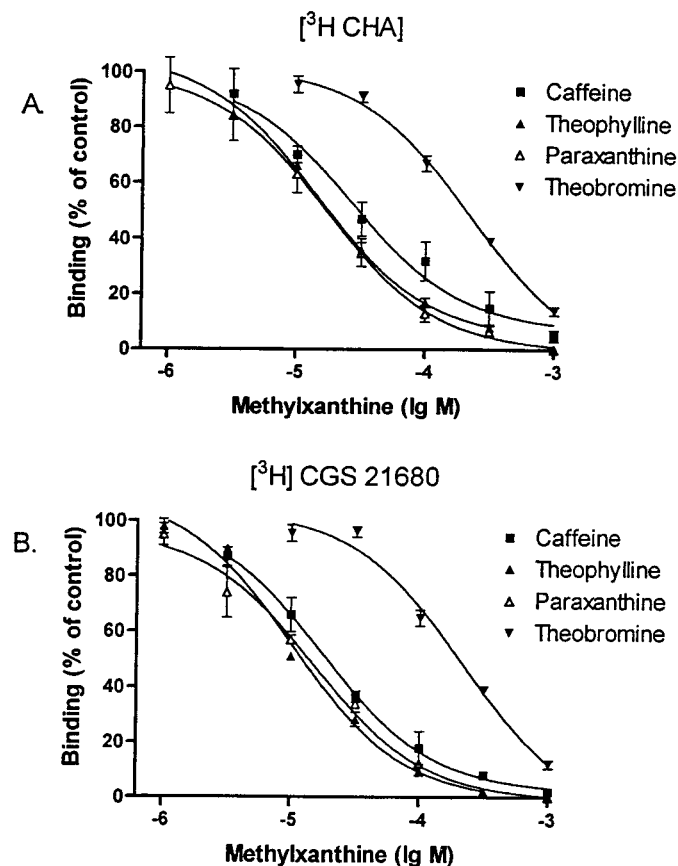 [³H CHA]
A.
100
80
60
40
20
0
Binding (% of control)
Caffeine
Theophylline
Paraxanthine
Theobromine
-6 -5 -4 -3
Methylxanthine (lg M)
[³H] CGS 21680
B.
100
80
60
40
20
0
Binding (% of control)
Caffeine
Theophylline
Paraxanthine
Theobromine
-6 -5 -4 -3
Methylxanthine (lg M)